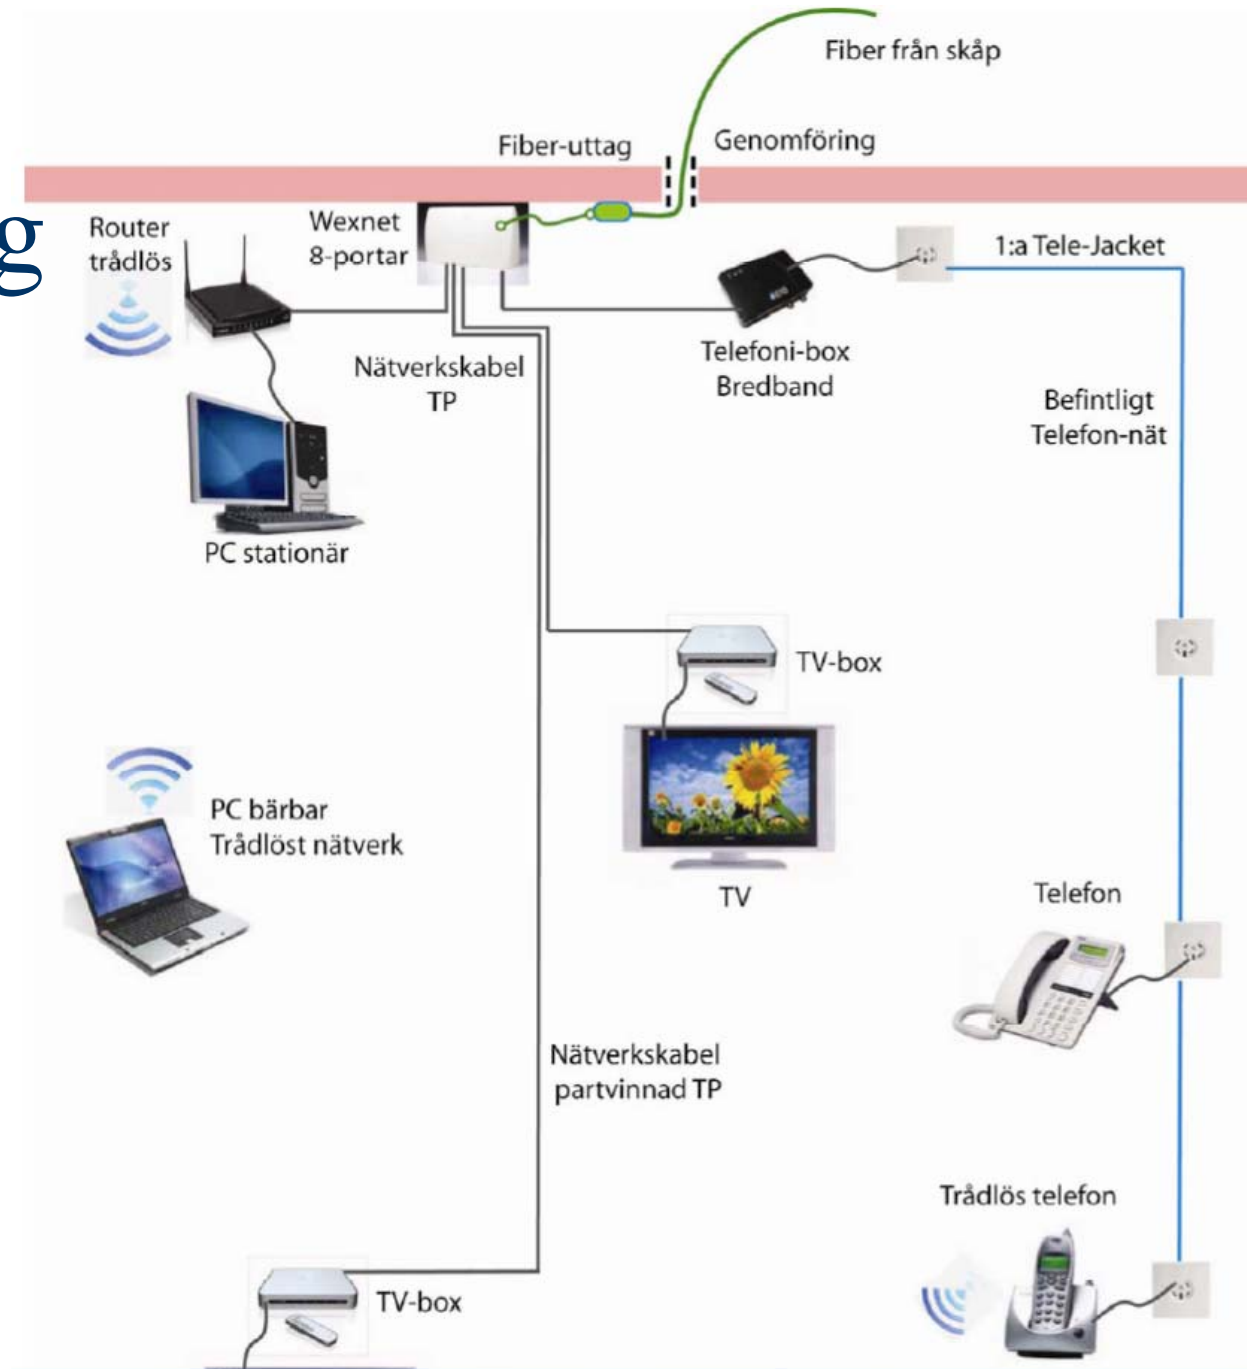 Fiber från skåp
Fiber-uttag
Genomföring
g
Router
trådlös
Wexnet
8-portar
1:a Tele-Jacket
Nätverkskabel
TP
Telefoni-box
Bredband
Befintligt
Telefon-nät
PC stationär
TV-box
PC bärbar
Trådlöst nätverk
TV
Telefon
Nätverkskabel
partvinnad TP
Trådlös telefon
TV-box